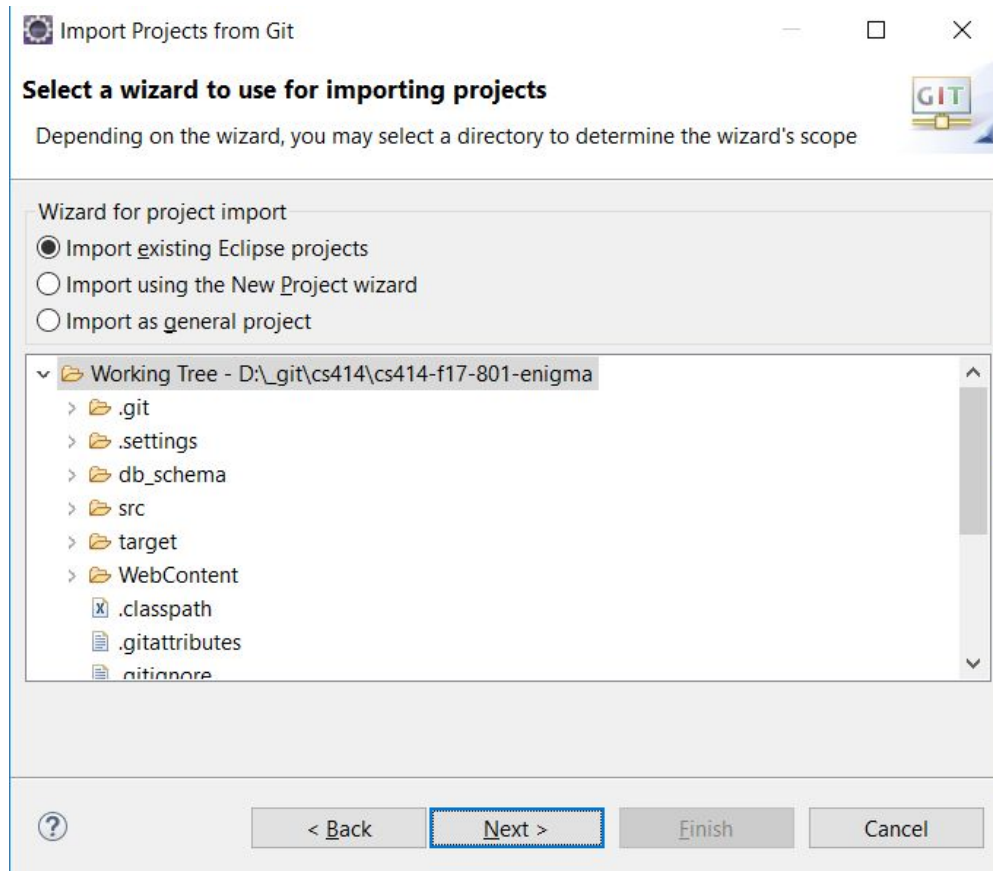 Import Projects from Git
Select a wizard to use for importing projects
GIT
Depending on the wizard, you may select a directory to determine the wizard's scope
Wizard for project import
Import existing Eclipse projects
Import using the New Project wizard
Import as general project
Working Tree - D:\_git\cs414\cs414-f17-801-enigma
.git
.settings
db_schema
src
target
WebContent
.classpath
.gitattributes
.gitignore
?
< Back
Next >
Finish
Cancel